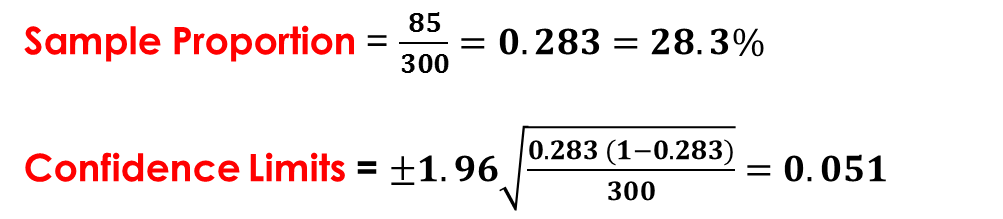 Sample Proportion = 85/300 = 0.283 = 28.3%
Confidence Limits = ±1.96√(0.283 (1−0.283)/300) = 0.051